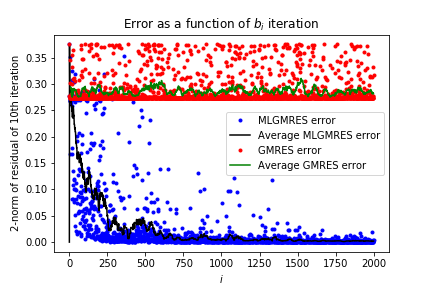 Error as a function of b_i iteration
2-norm of residual of 10th iteration
0.35
0.30
0.25
0.20
0.15
0.10
0.05
0.00
MLGMRES error
Average MLGMRES error
GMRES error
Average GMRES error
0 250 500 750 1000 1250 1500 1750 2000
i